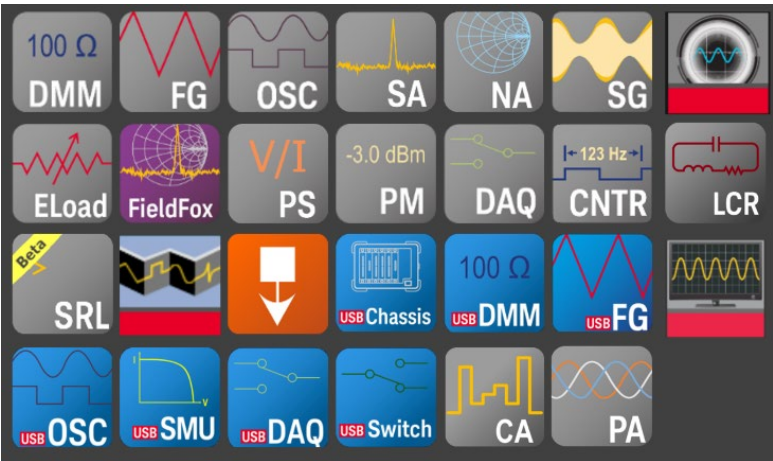 100 Ω
DMM
FG
OSC
SA
NA
SG
ELoad
FieldFox
V/I
PS
-3.0 dBm
PM
DAQ
123 Hz
CNTR
LCR
Beta
>
SRL
USB Chassis
100 Ω
USB DMM
USB FG
USB OSC
I
V
USB SMU
USB DAQ
USB Switch
CA
PA